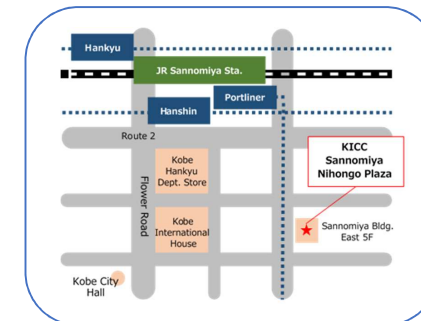 Hankyu
JR Sannomiya Sta.
Portliner
Hanshin
Route 2
KICC
Sannomiya
Nihongo Plaza
Kobe
Hankyu
Dept. Store
Flower Road
Kobe
International
House
Sannomiya Bldg.
East 5F
Kobe City
Hall